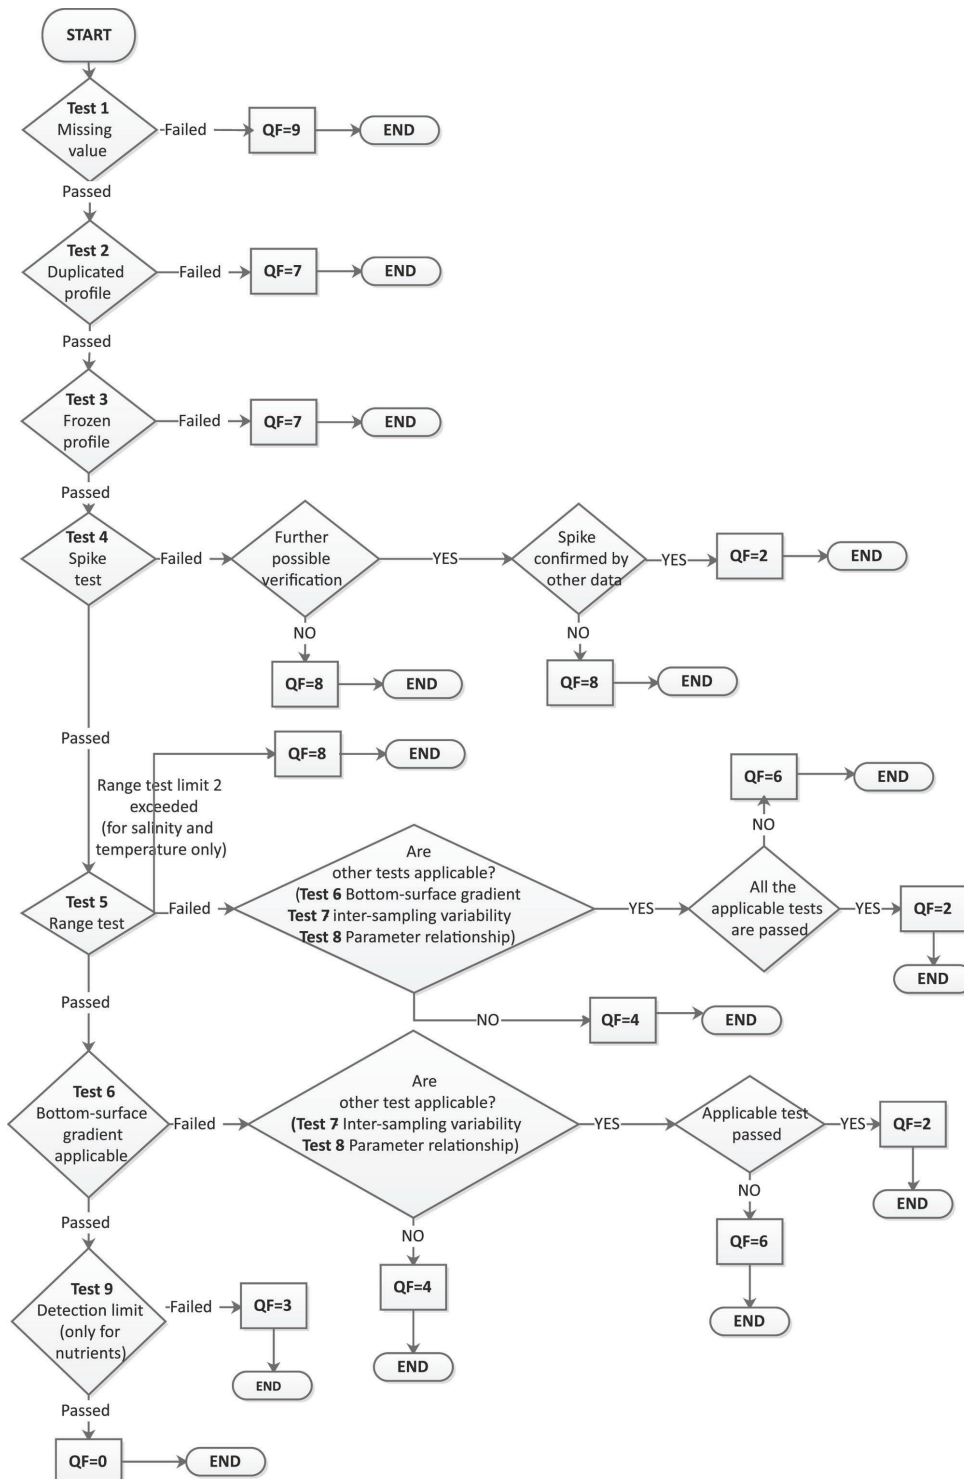 START
Test 1
Missing
value
Failed
QF=9
END
Passed
Test 2
Duplicated
profile
Failed
QF=7
END
Passed
Test 3
Frozen
profile
Failed
QF=7
END
Passed
Test 4
Spike
test
Failed
Further
possible
verification
YES
Spike
confirmed by
other data
YES
QF=2
END
NO
QF=8
END
NO
QF=8
END
Passed
Range test limit 2
exceeded
(for salinity and
temperature only)
QF=8
END
Test 5
Range test
Failed
Are
other tests applicable?
(Test 6 Bottom-surface gradient
Test 7 inter-sampling variability
Test 8 Parameter relationship)
YES
All the
applicable tests
are passed
NO
QF=6
END
YES
QF=2
END
NO
QF=4
END
Passed
Test 6
Bottom-surface
gradient
applicable
Failed
Are
other test applicable?
(Test 7 Inter-sampling variability
Test 8 Parameter relationship)
YES
Applicable test
passed
YES
QF=2
END
NO
QF=6
END
NO
QF=4
END
Passed
Test 9
Detection limit
(only for
nutrients)
Failed
QF=3
END
Passed
QF=0
END